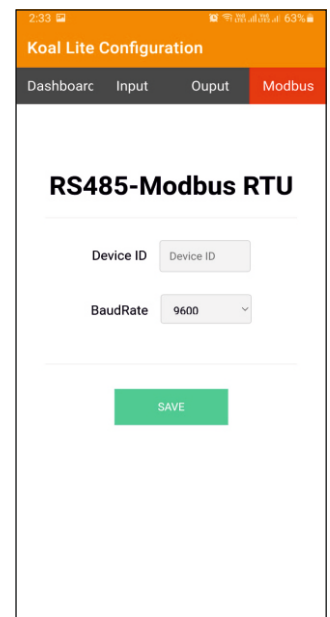 2:33 63%
Koal Lite Configuration
Dashboarc Input Ouput Modbus
RS485-Modbus RTU
Device ID Device ID
BaudRate 9600
SAVE